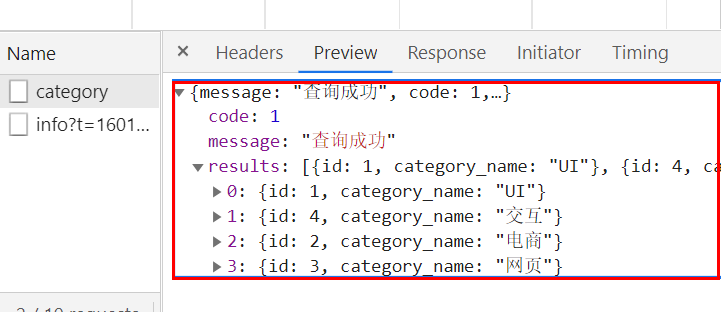 Name
category
info?t=1601...
Headers Preview Response Initiator Timing
{message: "查询成功", code: 1,…}
code: 1
message: "查询成功"
results: [{id: 1, category_name: "UI"}, {id: 4, ca
0: {id: 1, category_name: "UI"}
1: {id: 4, category_name: "交互"}
2: {id: 2, category_name: "电商"}
3: {id: 3, category_name: "网页"}